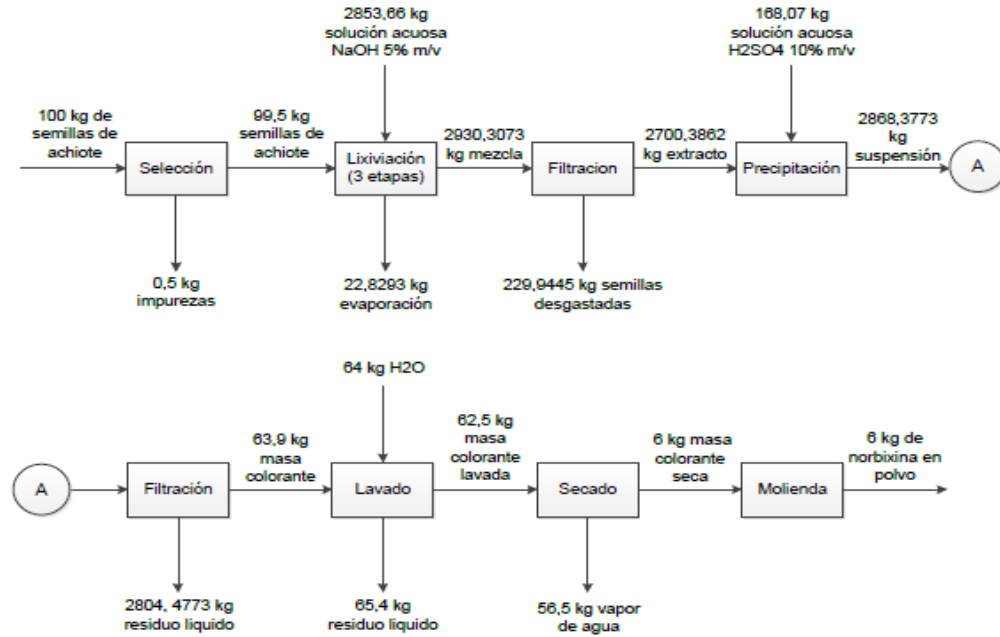 2853,66 kg
solución acuosa
NaOH 5% m/v
168,07 kg
solución acuosa
H2SO4 10% m/v
100 kg de
semillas de
achiote
99,5 kg
semillas de
achiote
2930,3073
kg mezcla
2700,3862
kg extracto
2868,3773
kg
suspensión
Selección
Lixiviación
(3 etapas)
Filtracion
Precipitación
A
0,5 kg
impurezas
22,8293 kg
evaporación
229,9445 kg semillas
desgastadas
64 kg H2O
63,9 kg
masa
colorante
62,5 kg
masa
colorante
lavada
6 kg masa
colorante
seca
6 kg de
norbixina en
polvo
A
Filtración
Lavado
Secado
Molienda
2804, 4773 kg
residuo liquido
65,4 kg
residuo liquido
56,5 kg vapor
de agua